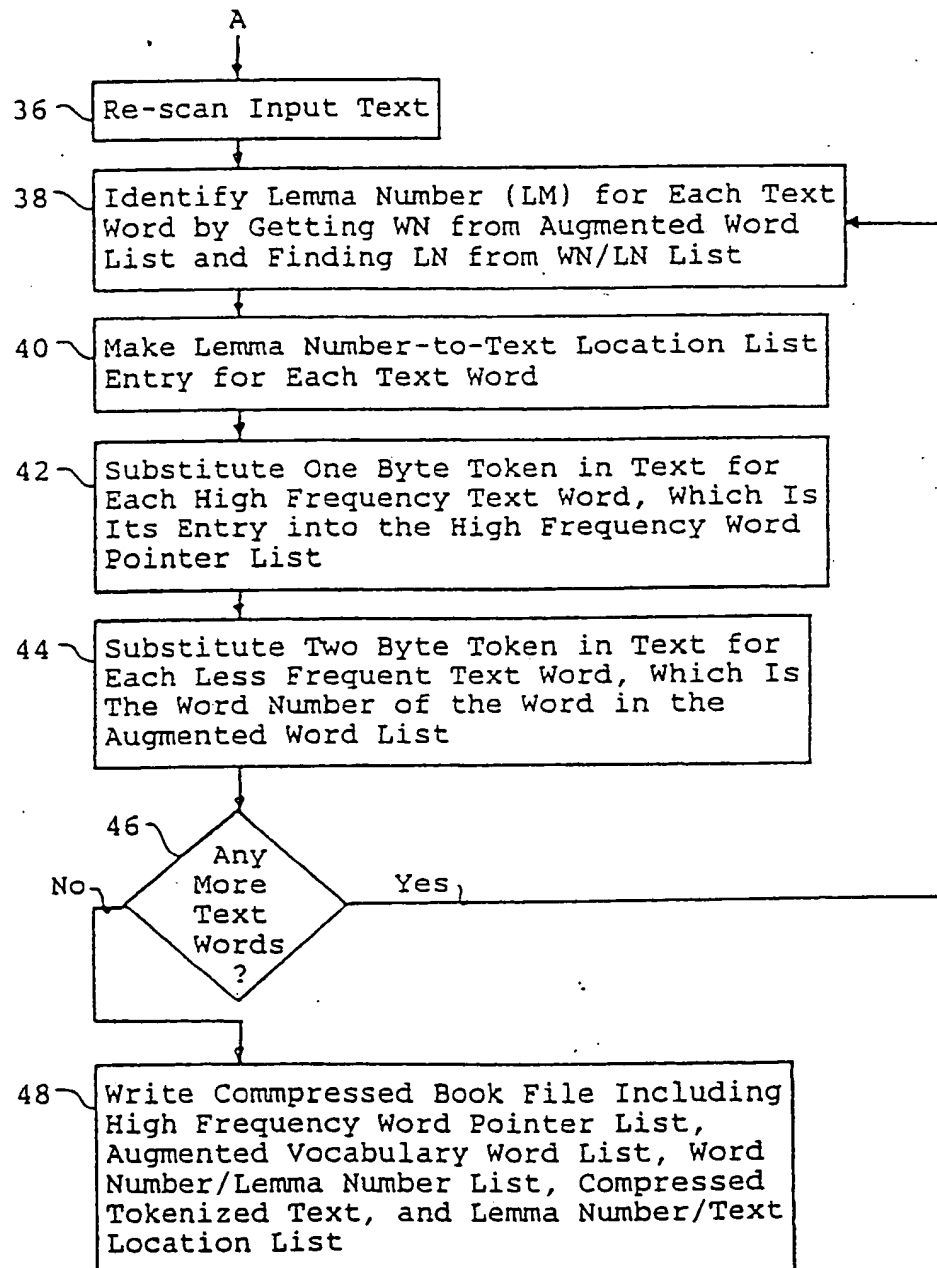 A
36
Re-scan Input Text
38
Identify Lemma Number (LM) for Each Text
Word by Getting WN from Augmented Word
List and Finding LN from WN/LN List
40
Make Lemma Number-to-Text Location List
Entry for Each Text Word
42
Substitute One Byte Token in Text for
Each High Frequency Text Word, Which Is
Its Entry into the High Frequency Word
Pointer List
44
Substitute Two Byte Token in Text for
Each Less Frequent Text Word, Which Is
The Word Number of the Word in the
Augmented Word List
46
Any
More
Text
Words
?
No
Yes
48
Write Commpressed Book File Including
High Frequency Word Pointer List,
Augmented Vocabulary Word List, Word
Number/Lemma Number List, Compressed
Tokenized Text, and Lemma Number/Text
Location List